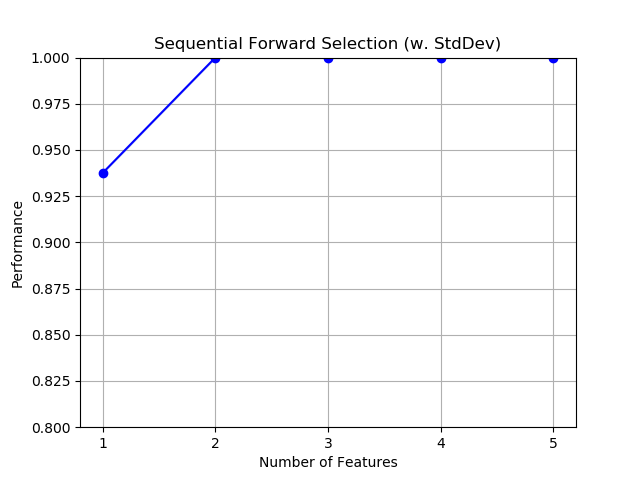 Sequential Forward Selection (w. StdDev)
1.000
0.975
0.950
0.925
0.900
0.875
0.850
0.825
0.800
Performance
1 2 3 4 5
Number of Features